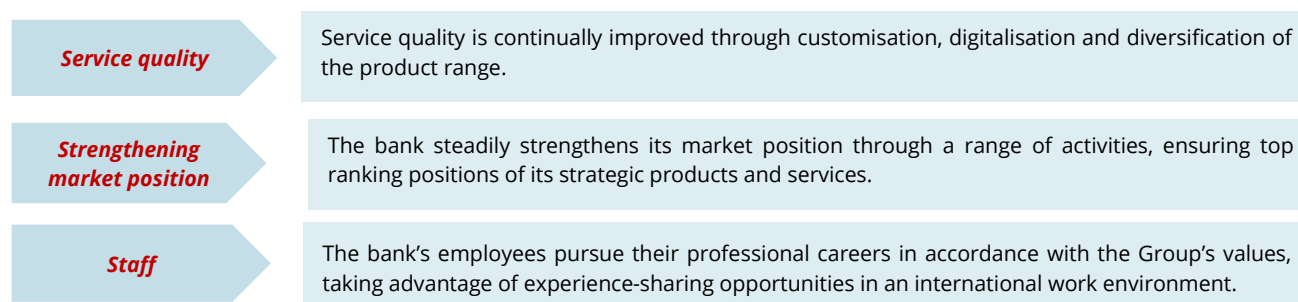 Service quality
Service quality is continually improved through customisation, digitalisation and diversification of
the product range.
Strengthening
market position
The bank steadily strengthens its market position through a range of activities, ensuring top
ranking positions of its strategic products and services.
Staff
The bank’s employees pursue their professional careers in accordance with the Group’s values,
taking advantage of experience-sharing opportunities in an international work environment.